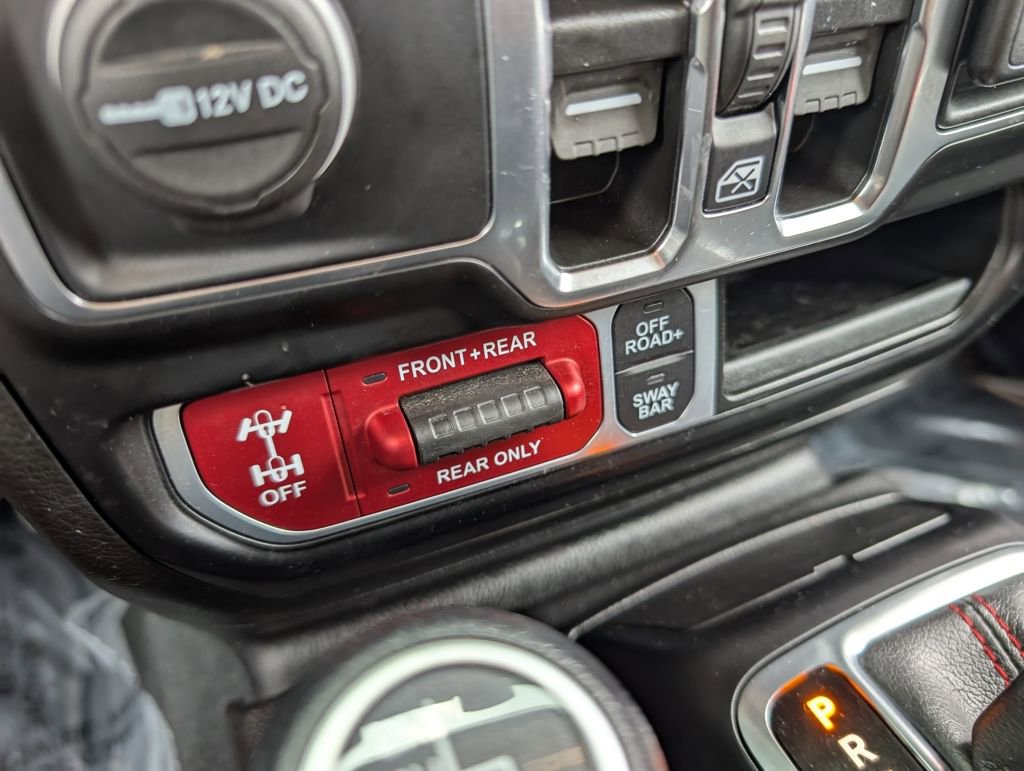 12V DC
FRONT+REAR
OFF
ROAD+
SWAY
BAR
OFF
REAR ONLY
P
R